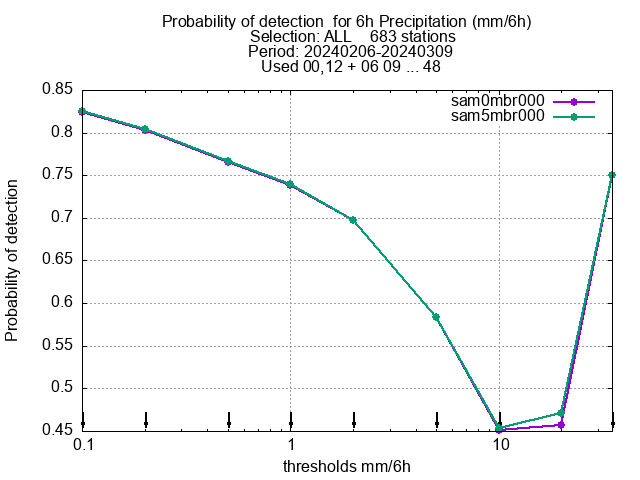 Probability of detection  for 6h Precipitation (mm/6h)
Selection: ALL    683 stations
Period: 20240206-20240309
Used 00,12 + 06 09 ... 48
sam0mbr000
sam5mbr000
0.85
0.8
0.75
0.7
0.65
0.6
0.55
0.5
0.45
Probability of detection
0.1 1 10
thresholds mm/6h